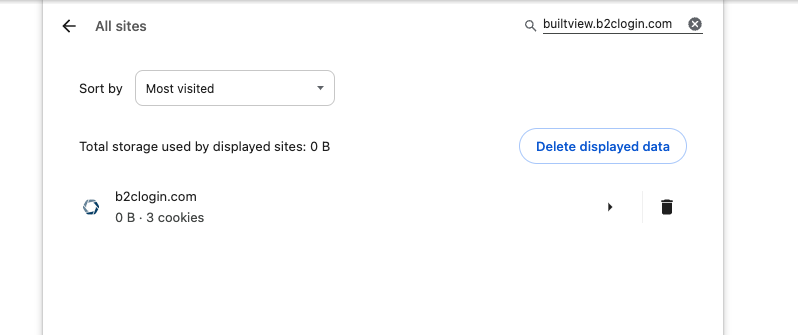 All sites
builtview.b2clogin.com
Sort by
Most visited
Total storage used by displayed sites: 0 B
Delete displayed data
b2clogin.com
0 B · 3 cookies